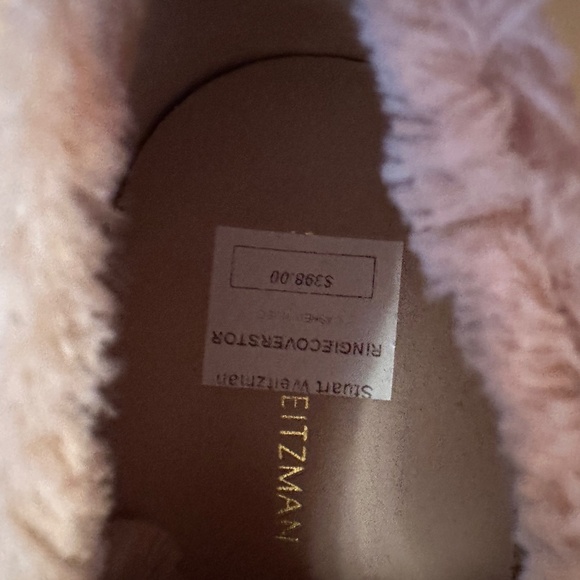 Stuart Weitzman
RINGIECOVERSTOR
$398.00
EITZMAN